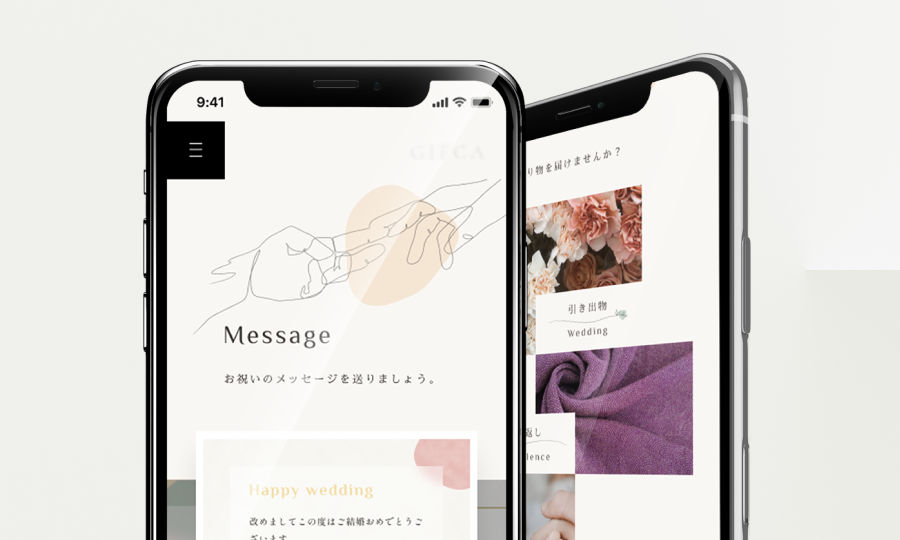 9:41
GIFCA
Message
お祝いのメッセージを送りましょう。
Happy wedding
改めましてこの度はご結婚おめでとうご
ざいます。
り物を届けませんか？
引き出物
Wedding
返し
lence